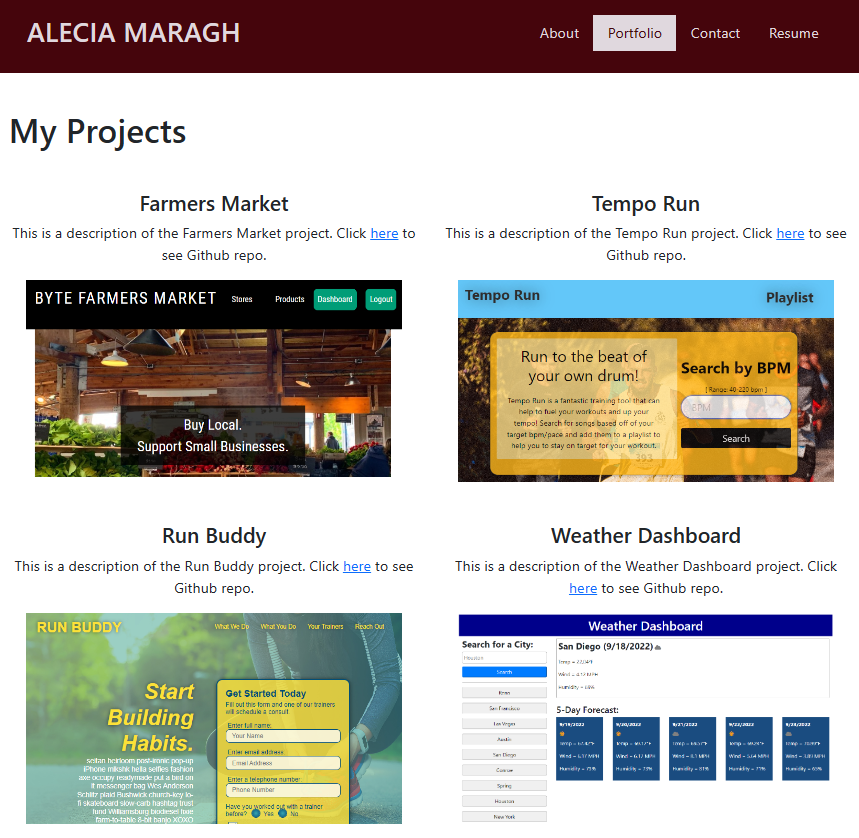 ALECIA MARAGH
About Portfolio Contact Resume
My Projects
Farmers Market
This is a description of the Farmers Market project. Click here to
see Github repo.
BYTE FARMERS MARKET Stores Products Dashboard Logout
Buy Local.
Support Small Businesses.
Tempo Run
This is a description of the Tempo Run project. Click here to see
Github repo.
Tempo Run Playlist
Run to the beat of
your own drum!
Tempo Run is a fantastic training tool that can
help to fuel your workouts and up your
tempo! Search for songs based off of your
target bpm/pace and add them to a playlist to
help you to stay on target for your workout.
Search by BPM
[ Range: 40-220 bpm ]
BPM
Search
193
Run Buddy
This is a description of the Run Buddy project. Click here to see
Github repo.
RUN BUDDY What We Do What You Do Your Trainers Reach Out
Start
Building
Habits.
seitan heirloom post-ironic pop-up
iPhone mlkshk hella selfies fashion
axe occupy readymade put a bird on
it messenger bag Wes Anderson
Schlitz plaid Bushwick church-key lo-
fi skateboard slow-carb hashtag trust
fund Williamsburg biodiesel hair
farm-to-table 8-bit banjo XOXO
Get Started Today
Fill out this form and one of our trainers
will schedule a consult.
Enter full name:
Your Name
Enter email address:
Email Address
Enter a telephone number:
Phone Number
Have you worked out with a trainer
before? Yes No
Weather Dashboard
This is a description of the Weather Dashboard project. Click
here to see Github repo.
Weather Dashboard
Search for a City:
Houston
Search
San Francisco
Las Vegas
Austin
San Diego
Spring
Houston
New York
San Diego (9/18/2022)
5-Day Forecast:
9/19/2022 9/20/2022 9/21/2022 9/22/2022 9/23/2022